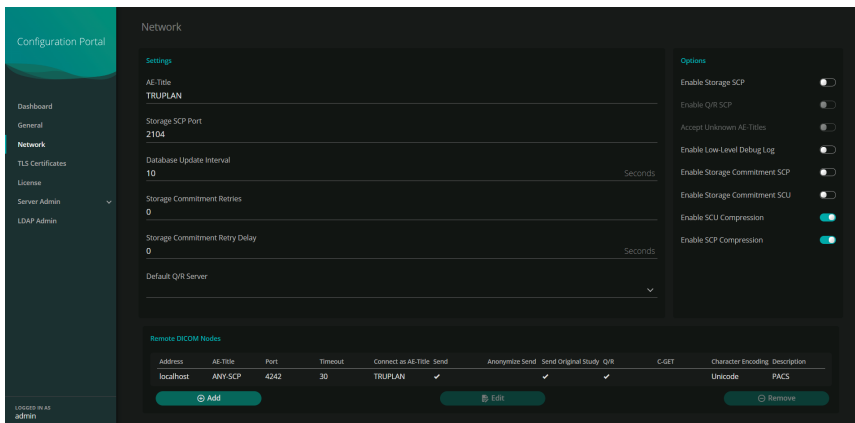 Configuration Portal
Dashboard
General
Network
TLS Certificates
License
Server Admin
LDAP Admin
LOGGED IN AS
admin
Network
Settings
AE-Title
TRUPLAN
Storage SCP Port
2104
Database Update Interval
10 Seconds
Storage Commitment Retries
0
Storage Commitment Retry Delay
0 Seconds
Default Q/R Server
Options
Enable Storage SCP
Enable Q/R SCP
Accept Unknown AE-Titles
Enable Low-Level Debug Log
Enable Storage Commitment SCP
Enable Storage Commitment SCU
Enable SCU Compression
Enable SCP Compression
Remote DICOM Nodes
Address AE-Title Port Timeout Connect as AE-Title Send Anonymize Send Send Original Study Q/R C-GET Character Encoding Description
localhost ANY-SCP 4242 30 TRUPLAN ✔ ✔ ✔ Unicode PACS
Add Edit Remove